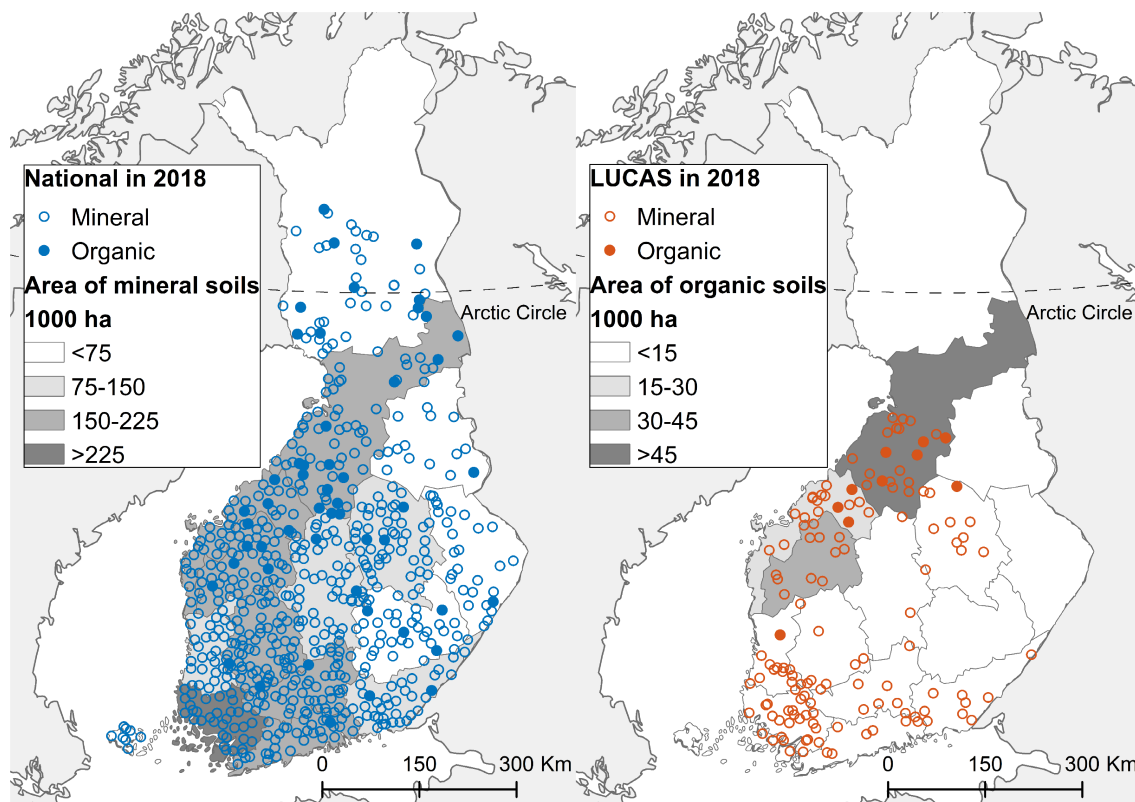 National in 2018
Mineral
Organic
Area of mineral soils
1000 ha
<75
75-150
150-225
>225
Arctic Circle
0 150 300 Km
LUCAS in 2018
Mineral
Organic
Area of organic soils
1000 ha
<15
15-30
30-45
>45
Arctic Circle
0 150 300 Km